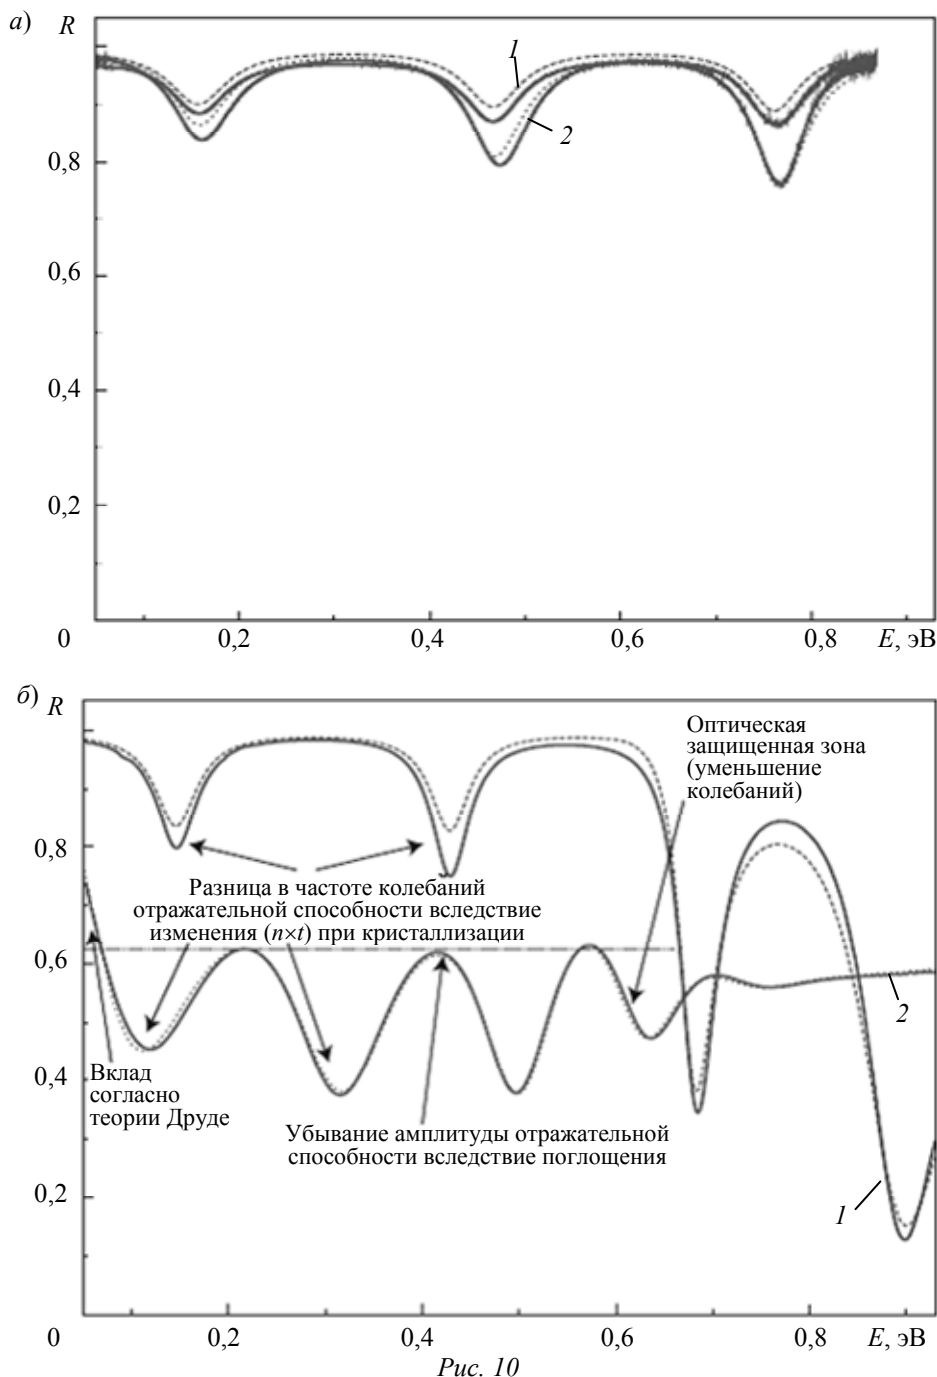 а) R
1
2
0,8
0,6
0,4
0,2
0 0,2 0,4 0,6 0,8 E, эВ
б) R
Оптическая
защищенная зона
(уменьшение
колебаний)
0,8
Разница в частоте колебаний
отражательной способности вследствие
изменения (n×t) при кристаллизации
0,6
2
Вклад
согласно
теории Друде
0,4
Убывание амплитуды отражательной
способности вследствие поглощения
0,2
1
0 0,2 0,4 0,6 0,8 E, эВ
Рис. 10